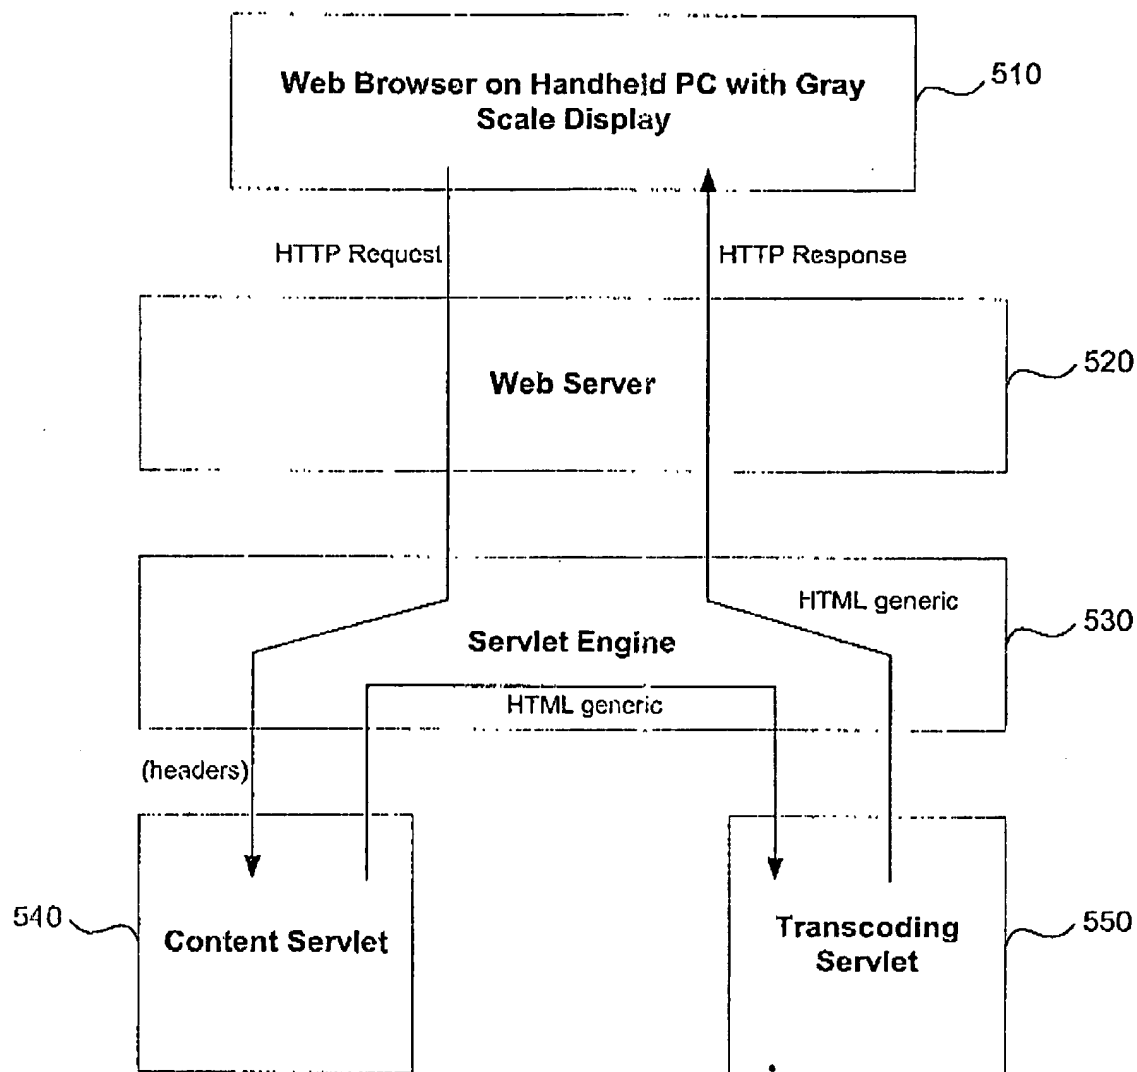 Web Browser on Handheld PC with Gray
Scale Display
510
HTTP Request
HTTP Response
Web Server
520
HTML generic
530
Servlet Engine
HTML generic
(headers)
540
Content Servlet
Transcoding
Servlet
550